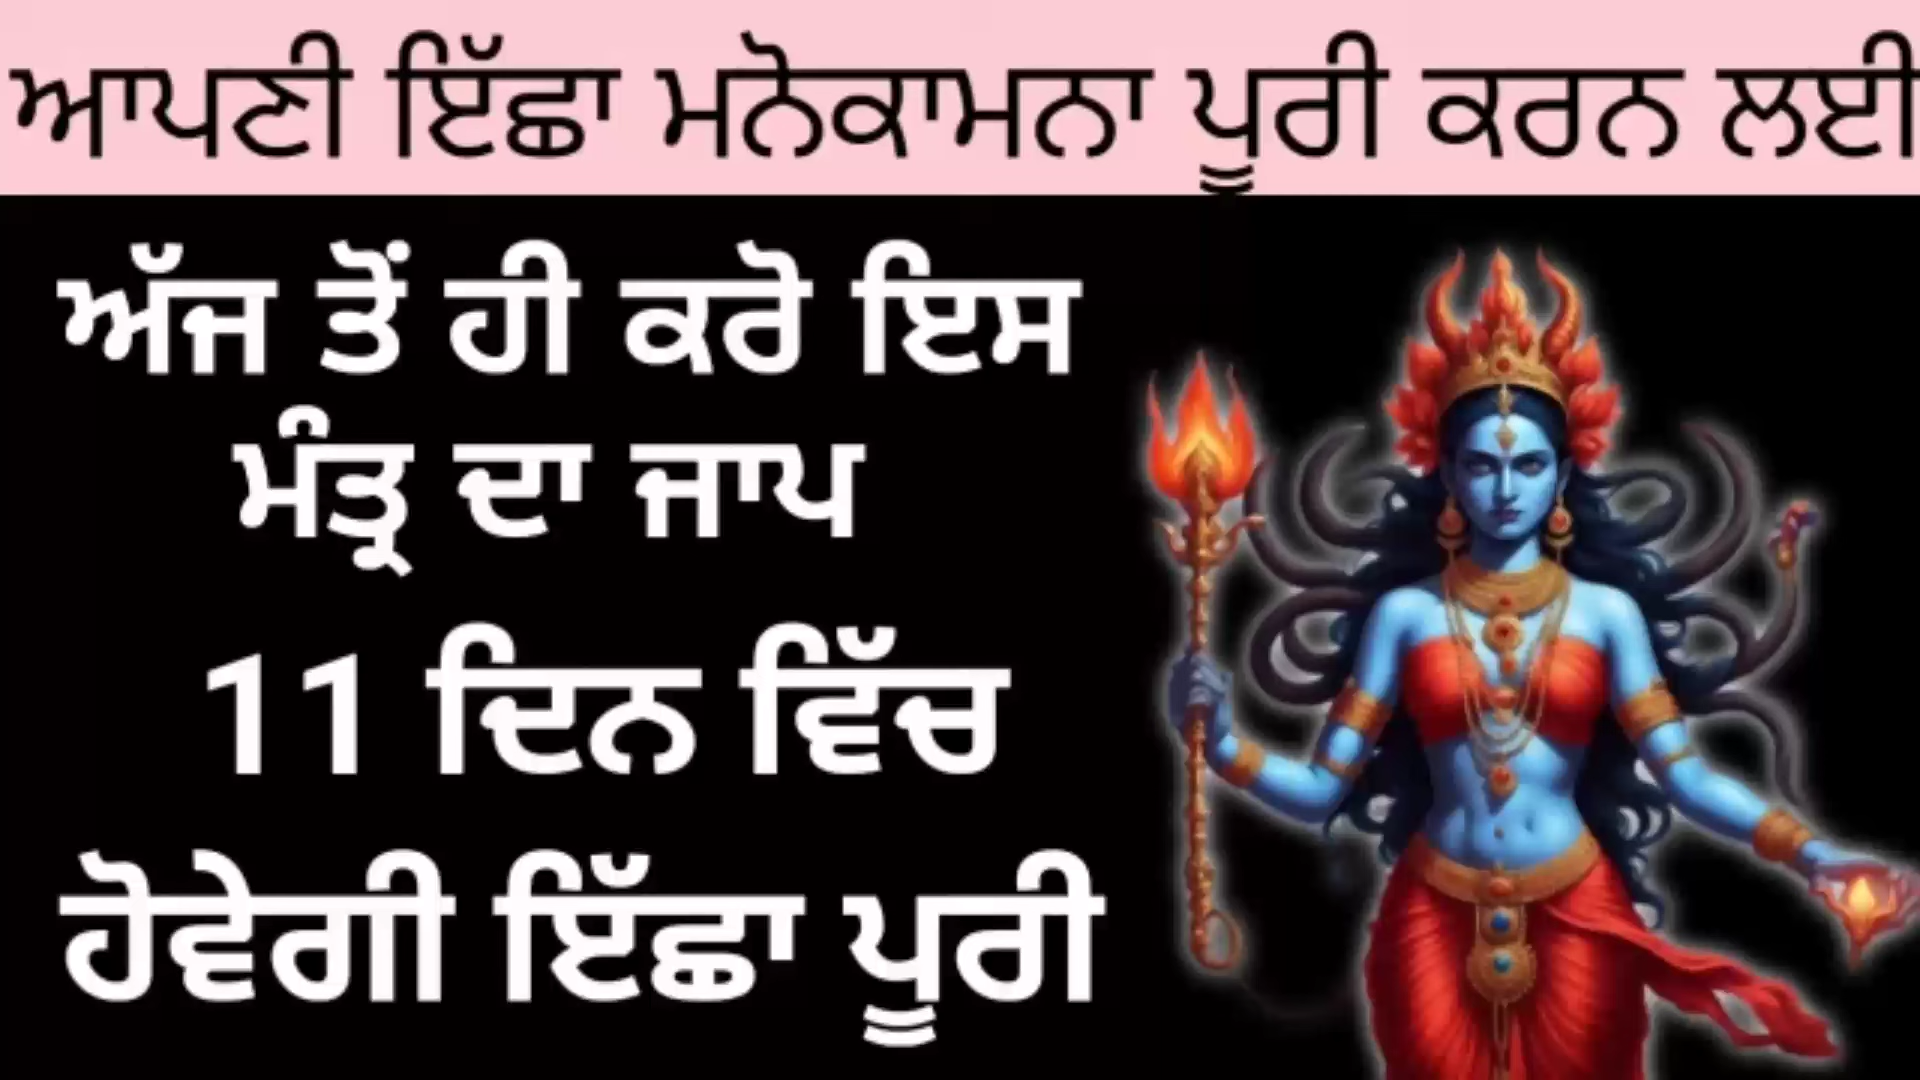 ਆਪਣੀ ਇੱਛਾ ਮਨੋਕਾਮਨਾ ਪੂਰੀ ਕਰਨ ਲਈ
ਅੱਜ ਤੋਂ ਹੀ ਕਰੋ ਇਸ
ਮੰਤ੍ਰ ਦਾ ਜਾਪ
11 ਦਿਨ ਵਿੱਚ
ਹੋਵੇਗੀ ਇੱਛਾ ਪੂਰੀ